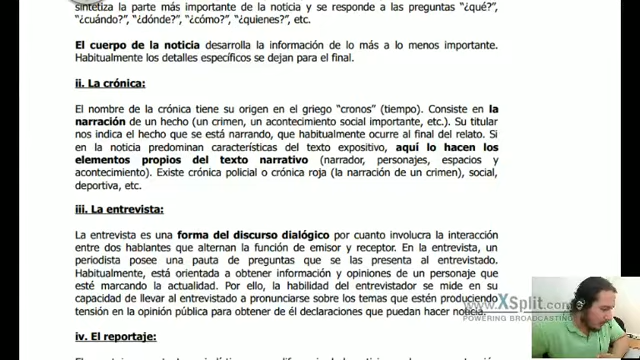 sintetiza la parte más importante de la noticia y se responde a las preguntas "¿qué?",
"¿cuándo?", "¿dónde?", "¿cómo?", "¿quienes?", etc.
El cuerpo de la noticia desarrolla la información de lo más a lo menos importante.
Habitualmente los detalles específicos se dejan para el final.
ii. La crónica:
El nombre de la crónica tiene su origen en el griego "cronos" (tiempo). Consiste en la
narración de un hecho (un crimen, un acontecimiento social importante, etc.). Su titular
nos indica el hecho que se está narrando, que habitualmente ocurre al final del relato. Si
en la noticia predominan características del texto expositivo, aquí lo hacen los
elementos propios del texto narrativo (narrador, personajes, espacios y
acontecimiento). Existe crónica policial o crónica roja (la narración de un crimen), social,
deportiva, etc.
iii. La entrevista:
La entrevista es una forma del discurso dialógico por cuanto involucra la interacción
entre dos hablantes que alternan la función de emisor y receptor. En la entrevista, un
periodista posee una pauta de preguntas que se las presenta al entrevistado.
Habitualmente, está orientada a obtener información y opiniones de un personaje que
esté marcando la actualidad. Por ello, la habilidad del entrevistador se mide en su
capacidad de llevar al entrevistado a pronunciarse sobre los temas que estén produciendo
tensión en la opinión pública para obtener de él declaraciones que puedan hacer noticia.
www.XSplit.com
POWERING BROADCASTING
iv. El reportaje: